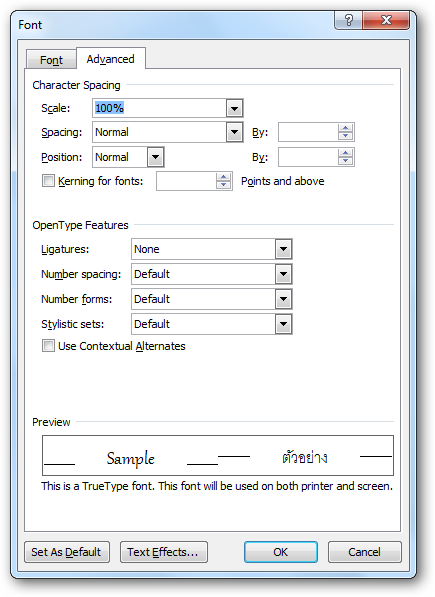 Font
Font Advanced
Character Spacing
Scale: 100%
Spacing: Normal By:
Position: Normal By:
Kerning for fonts: Points and above
OpenType Features
Ligatures: None
Number spacing: Default
Number forms: Default
Stylistic sets: Default
Use Contextual Alternates
Preview
Sample ตัวอย่าง
This is a TrueType font. This font will be used on both printer and screen.
Set As Default Text Effects... OK Cancel